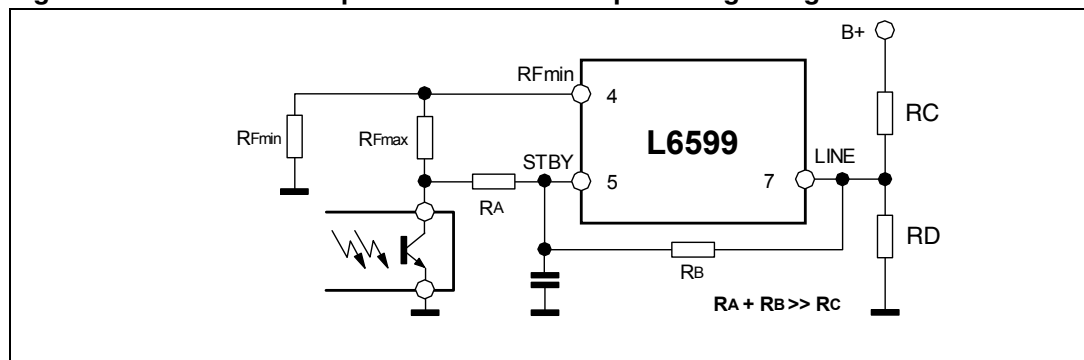 B+
RFmin
4
RC
RFmin
RFmax
L6599
STBY
LINE
5
7
RA
RD
RB
RA + RB >> RC